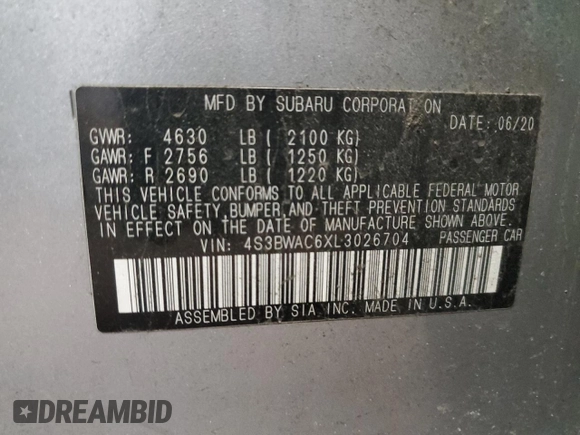 MFD BY SUBARU CORPORATION
DATE: 06/20
GVWR: 4630 LB ( 2100 KG)
GAWR: F 2756 LB ( 1250 KG)
GAWR: R 2690 LB ( 1220 KG)
THIS VEHICLE CONFORMS TO ALL APPLICABLE FEDERAL MOTOR
VEHICLE SAFETY, BUMPER AND THEFT PREVENTION STANDARDS
IN EFFECT ON THE DATE OF MANUFACTURE SHOWN ABOVE.
VIN: 4S3BWAC6XL3026704 PASSENGER CAR
ASSEMBLED BY SIA, INC. MADE IN U.S.A.
DREAMBID